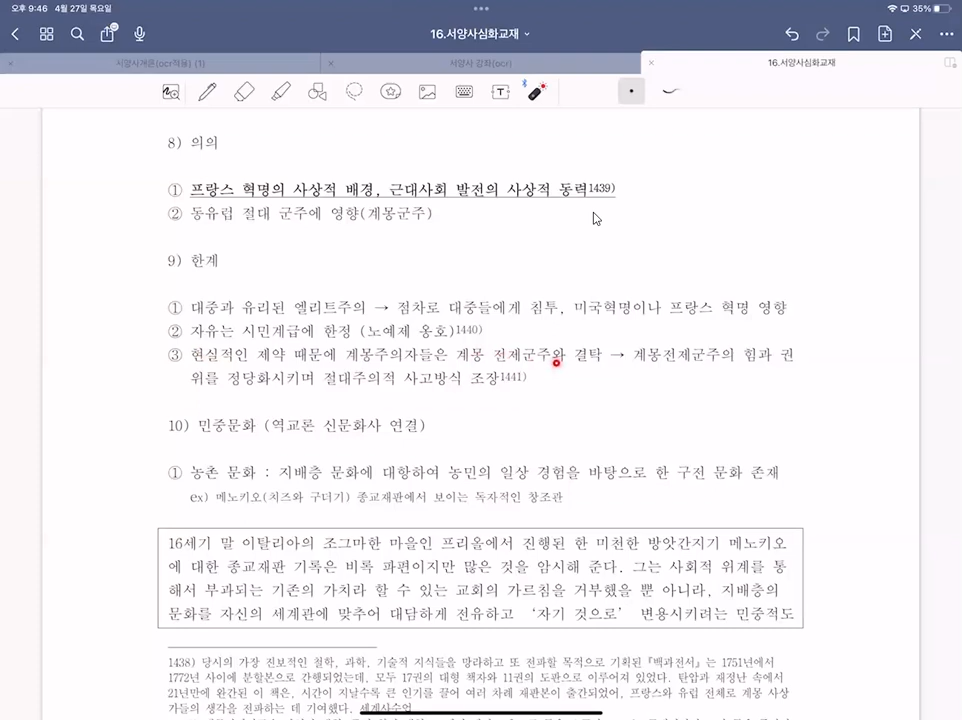 오후 9:46 4월 27일 목요일
35%
16.서양사심화교재
서양사개론(ocr적용) (1)
서양사 강좌(ocr)
16.서양사심화교재
8) 의의
① 프랑스 혁명의 사상적 배경, 근대사회 발전의 사상적 동력1439)
② 동유럽 절대 군주에 영향(계몽군주)
9) 한계
① 대중과 유리된 엘리트주의 → 점차로 대중들에게 침투, 미국혁명이나 프랑스 혁명 영향
② 자유는 시민계급에 한정 (노예제 옹호)1440)
③ 현실적인 제약 때문에 계몽주의자들은 계몽 전제군주와 결탁 → 계몽전제군주의 힘과 권
위를 정당화시키며 절대주의적 사고방식 조장1441)
10) 민중문화 (역교론 신문화사 연결)
① 농촌 문화 : 지배층 문화에 대항하여 농민의 일상 경험을 바탕으로 한 구전 문화 존재
ex) 메노키오(치즈와 구더기) 종교재판에서 보이는 독자적인 창조관
16세기 말 이탈리아의 조그마한 마을인 프리올에서 진행된 한 미천한 방앗간지기 메노키오
에 대한 종교재판 기록은 비록 파편이지만 많은 것을 암시해 준다. 그는 사회적 위계를 통
해서 부과되는 기존의 가치라 할 수 있는 교회의 가르침을 거부했을 뿐 아니라, 지배층의
문화를 자신의 세계관에 맞추어 대담하게 전유하고 '자기 것으로' 변용시키려는 민중적도
1438) 당시의 가장 진보적인 철학, 과학, 기술적 지식들을 망라하고 또 전파할 목적으로 기획된 『백과전서』는 1751년에서
1772년 사이에 분할본으로 간행되었는데, 모두 17권의 대형 책자와 11권의 도판으로 이루어져 있었다. 탄압과 재정난 속에서
21년만에 완간된 이 책은, 시간이 지날수록 큰 인기를 끌어 여러 차례 재판본이 출간되었어, 프랑스와 유럽 전체로 계몽 사상
가들의 생각을 전파하는 데 기여했다. 세계사수업